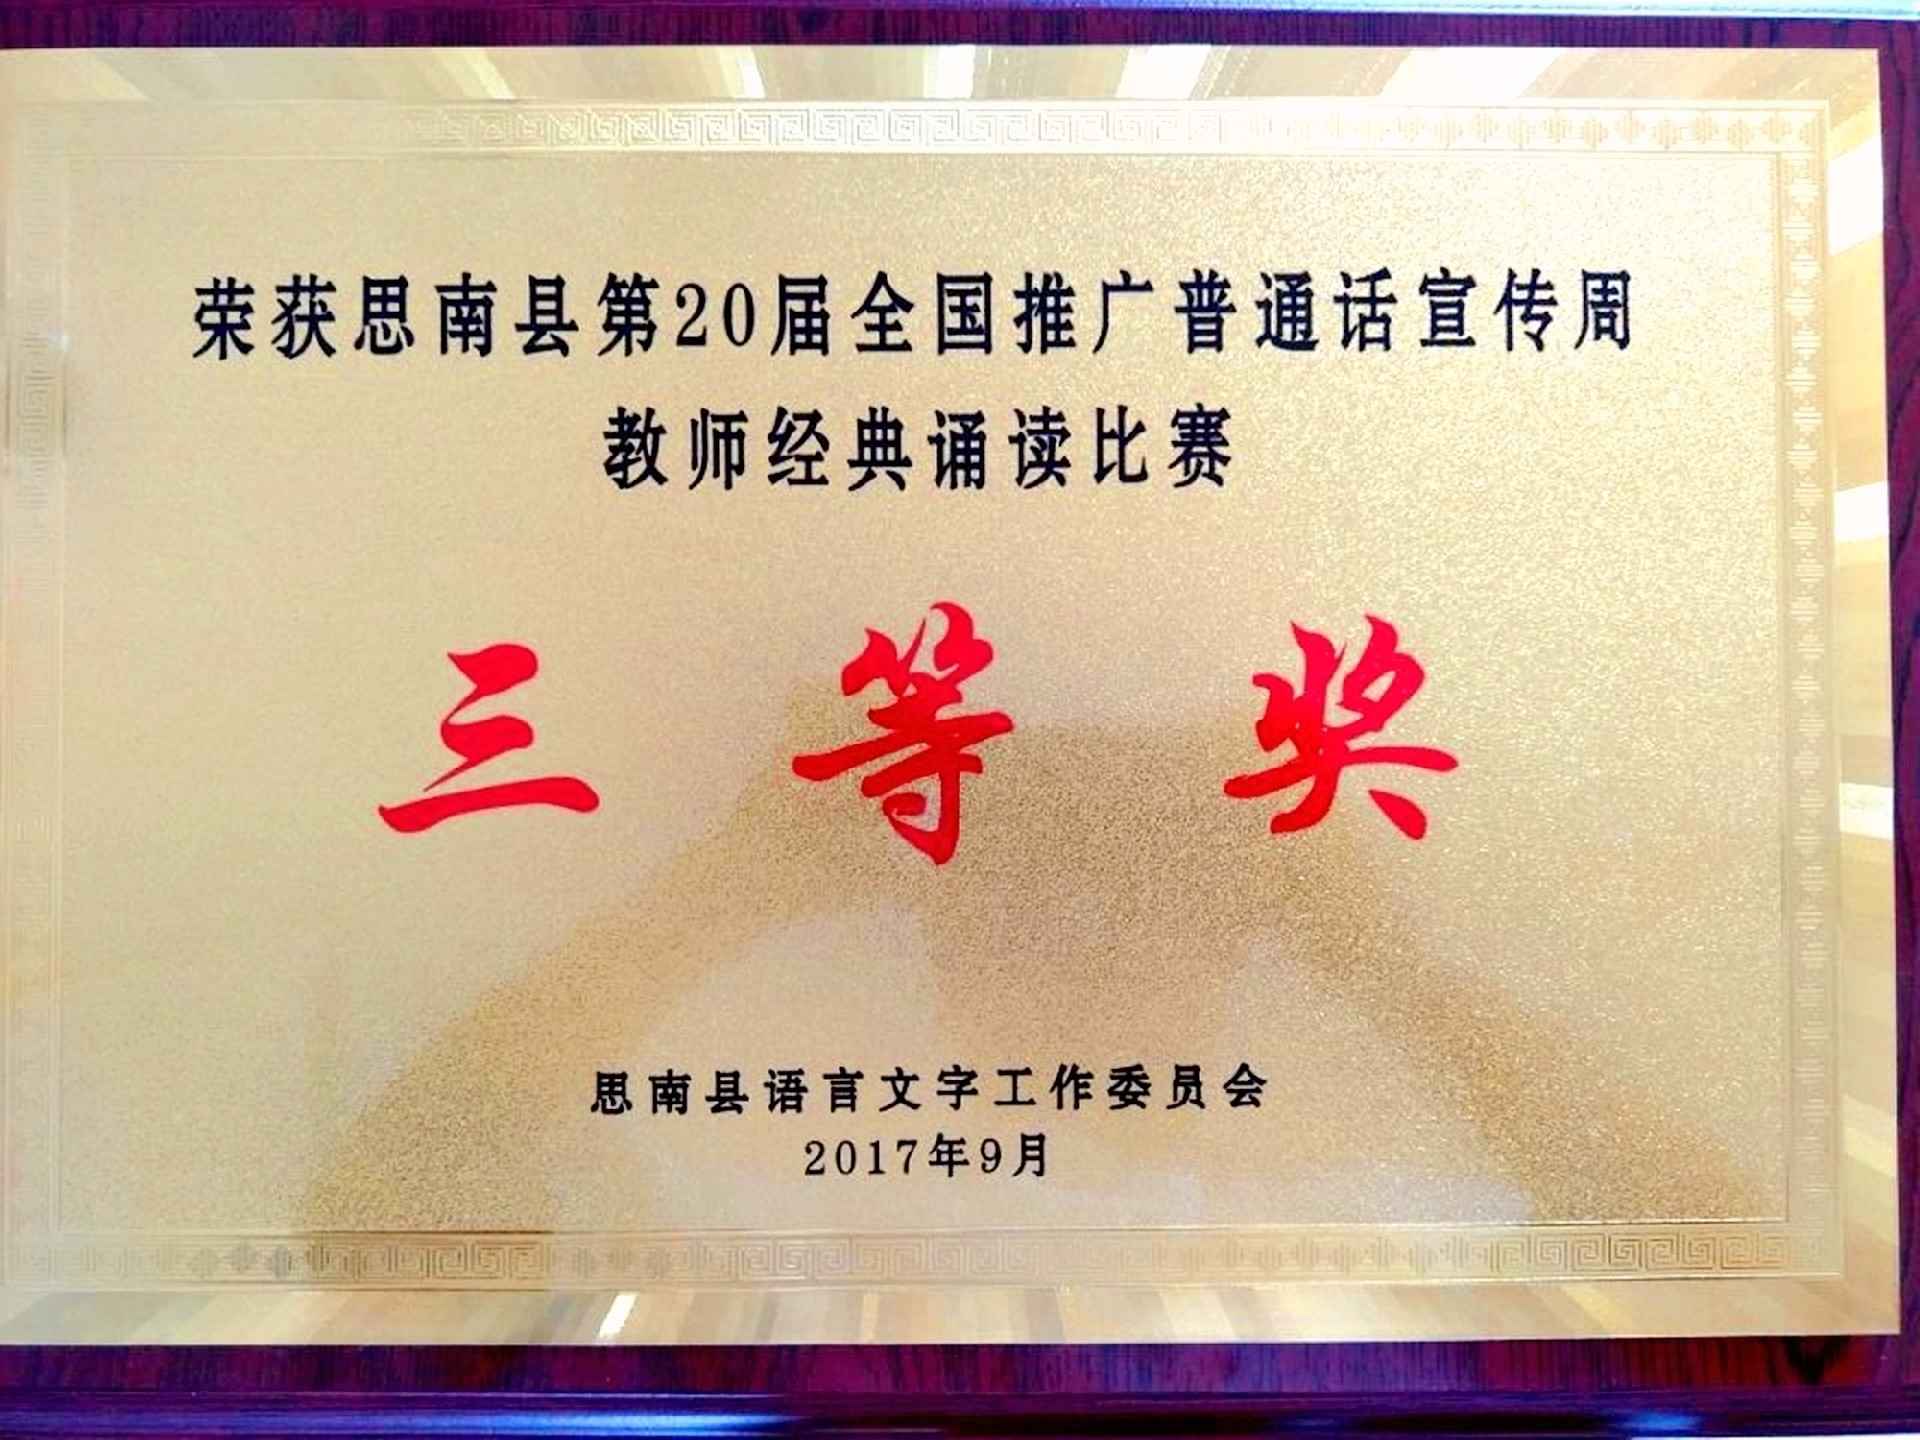 荣获思南县第20届全国推广普通话宣传周
教师经典诵读比赛
三等奖
思南县语言文字工作委员会
2017年9月